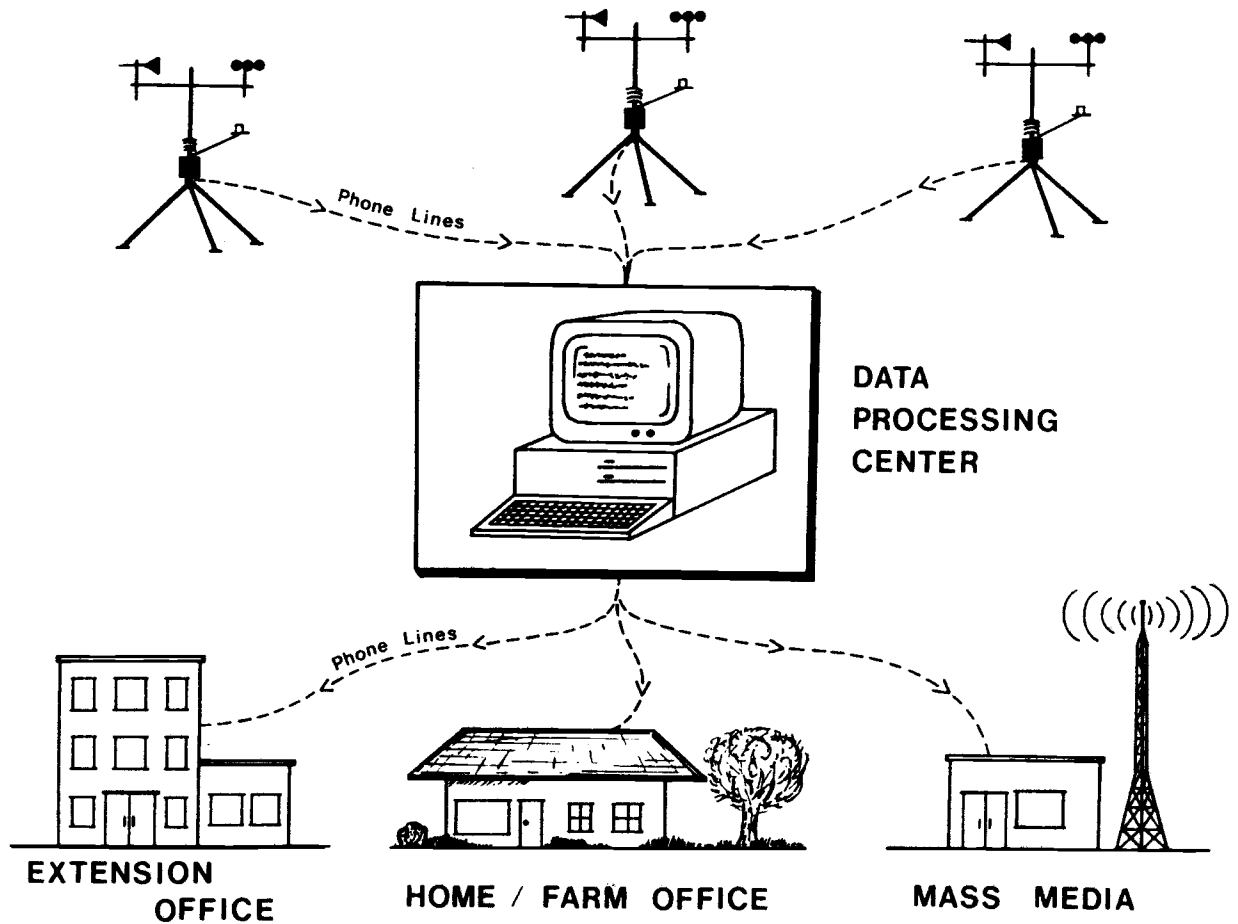 Phone Lines
DATA
PROCESSING
CENTER
Phone Lines
EXTENSION
OFFICE
HOME / FARM OFFICE
MASS MEDIA